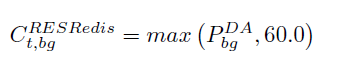 C_{t,bg}^{RESRedis} = max (P_{bg}^{DA}, 60.0)